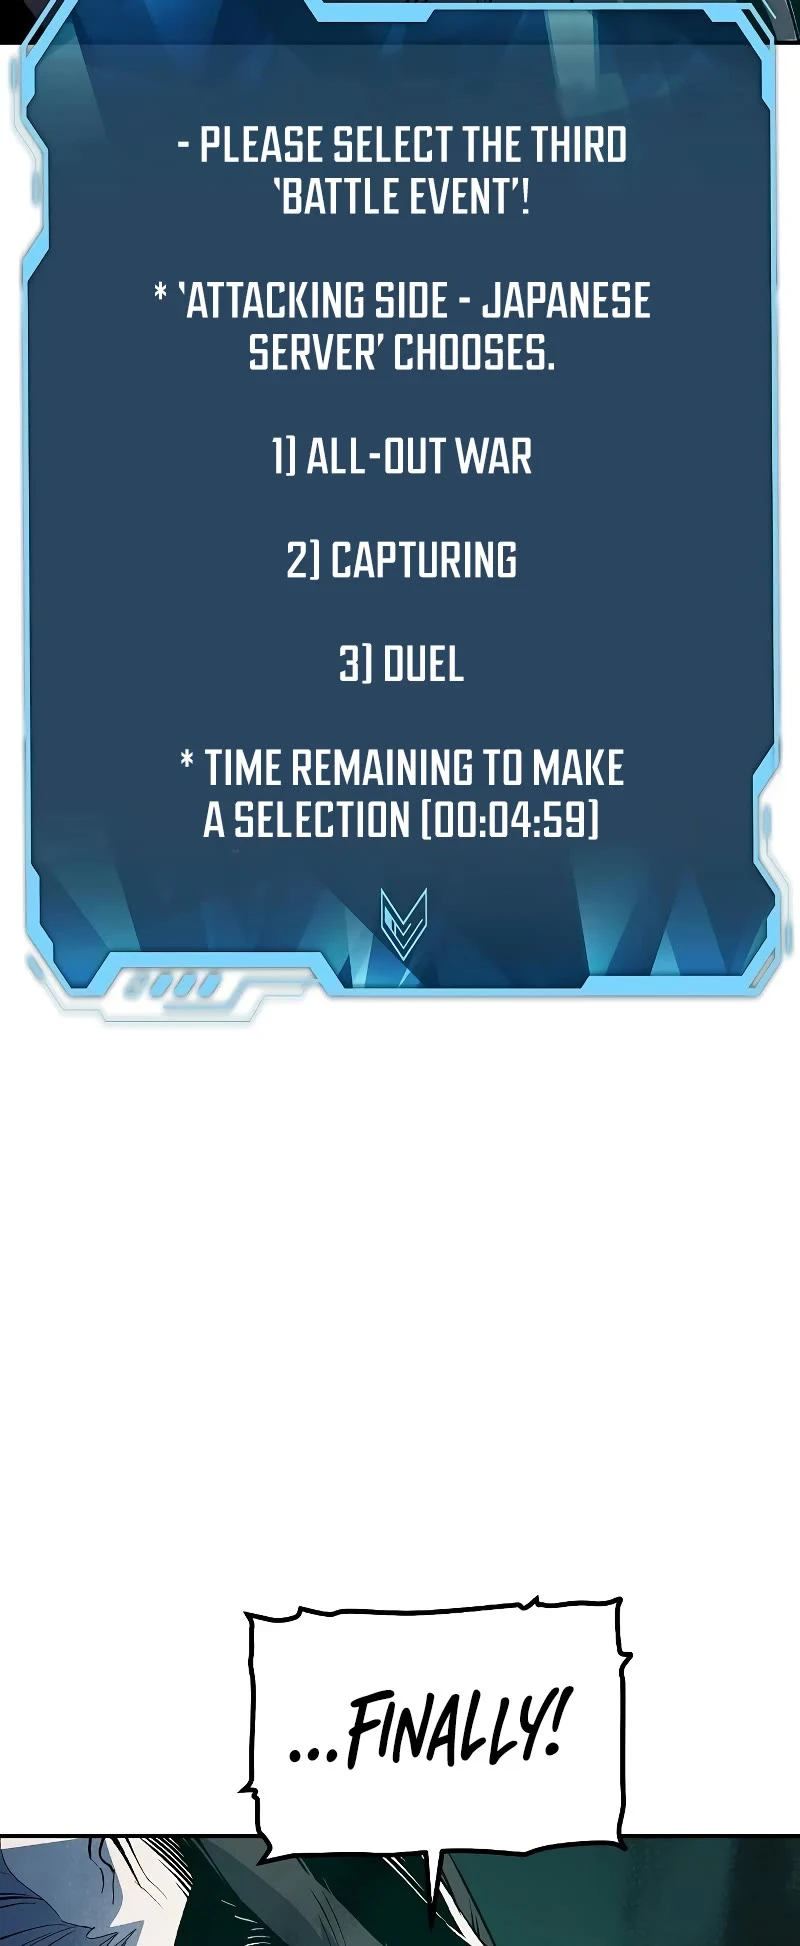 - PLEASE SELECT THE THIRD
'BATTLE EVENT'!
* 'ATTACKING SIDE - JAPANESE
SERVER' CHOOSES.
1] ALL-OUT WAR
2] CAPTURING
3] DUEL
* TIME REMAINING TO MAKE
A SELECTION [00:04:59]
...FINALLY!